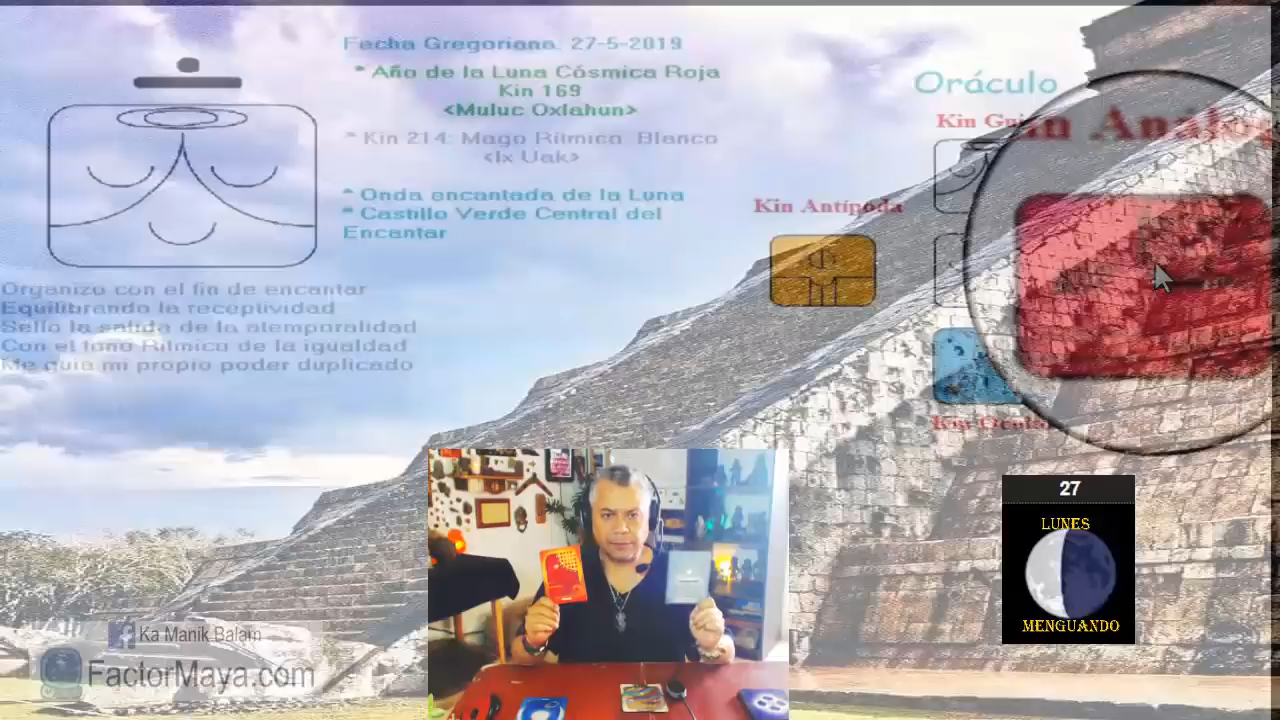 Fecha Gregoriana: 27-5-2019
* Año de la Luna Cósmica Roja
Kin 169
<Muluc Oxlahun>
* Kin 214: Mago Rítmico Blanco
<Ix Uak>
* Onda encantada de la Luna
* Castillo Verde Central del
Encantar
Organizo con el fin de encantar
Equilibrando la receptividad
Sello la salida de la atemporalidad
Con el tono Rítmico de la igualdad
Me guía mi propio poder duplicado
Oráculo
Kin Guí
n Análog
Kin Antípoda
Kin Oculto
27
LUNES
MENGUANDO
Ka Manik Balam
FactorMaya.com